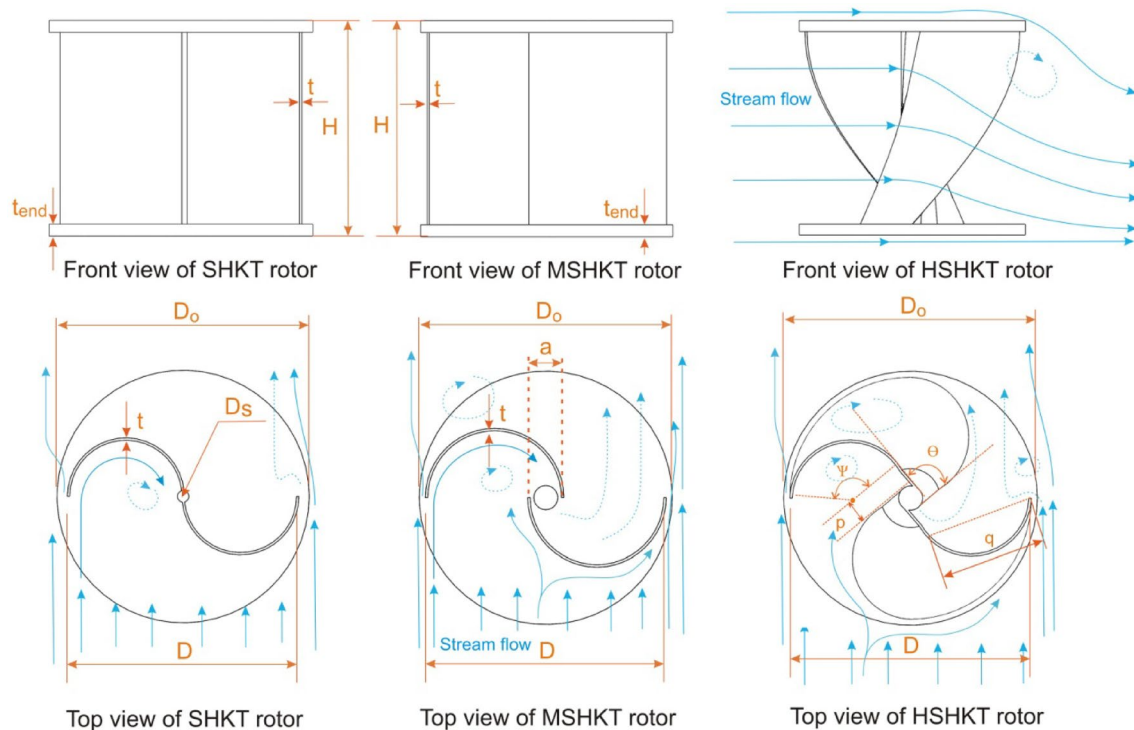 t
H
t_end
Front view of SHKT rotor
H
t
t_end
Front view of MSHKT rotor
Stream flow
Front view of HSHKT rotor
D_o
t
Ds
D
Top view of SHKT rotor
D_o
a
t
Stream flow
D
Top view of MSHKT rotor
D_o
Θ
Ψ
p
q
D
Top view of HSHKT rotor